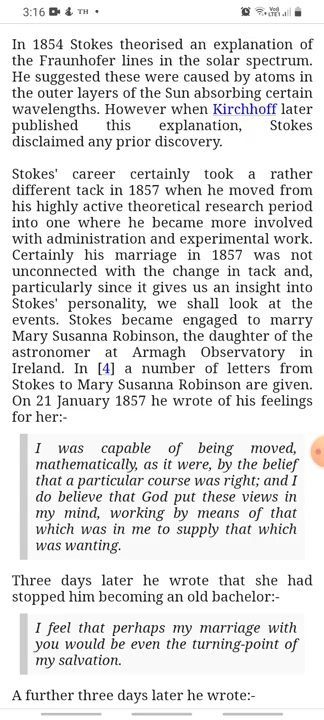 3:16 TH •
Vo))
LTE1
In 1854 Stokes theorised an explanation of
the Fraunhofer lines in the solar spectrum.
He suggested these were caused by atoms in
the outer layers of the Sun absorbing certain
wavelengths. However when Kirchhoff later
published this explanation, Stokes
disclaimed any prior discovery.
Stokes' career certainly took a rather
different tack in 1857 when he moved from
his highly active theoretical research period
into one where he became more involved
with administration and experimental work.
Certainly his marriage in 1857 was not
unconnected with the change in tack and,
particularly since it gives us an insight into
Stokes' personality, we shall look at the
events. Stokes became engaged to marry
Mary Susanna Robinson, the daughter of the
astronomer at Armagh Observatory in
Ireland. In [4] a number of letters from
Stokes to Mary Susanna Robinson are given.
On 21 January 1857 he wrote of his feelings
for her:-
I was capable of being moved,
mathematically, as it were, by the belief
that a particular course was right; and I
do believe that God put these views in
my mind, working by means of that
which was in me to supply that which
was wanting.
Three days later he wrote that she had
stopped him becoming an old bachelor:-
I feel that perhaps my marriage with
you would be even the turning-point of
my salvation.
A further three days later he wrote:-